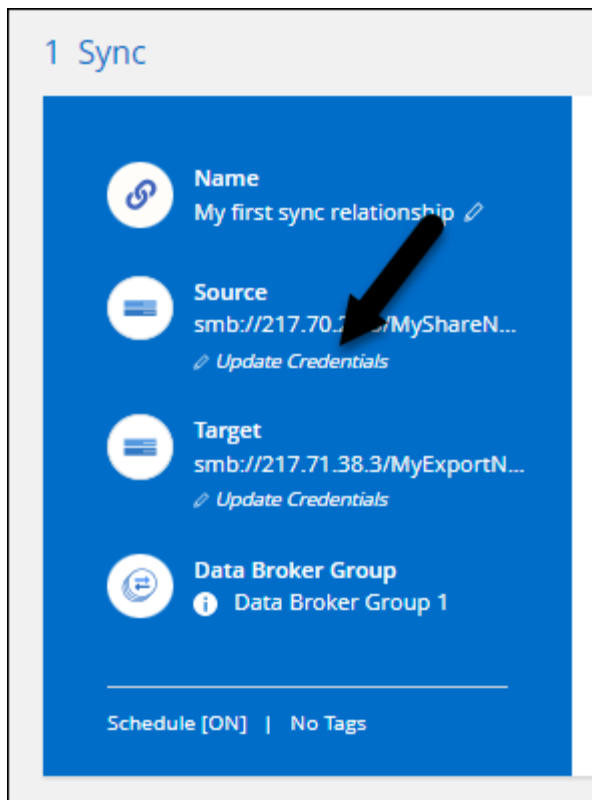 1 Sync
Name
My first sync relationship
Source
smb://217.70.2 /MyShareN...
Update Credentials
Target
smb://217.71.38.3/MyExportN...
Update Credentials
Data Broker Group
Data Broker Group 1
Schedule [ON] | No Tags